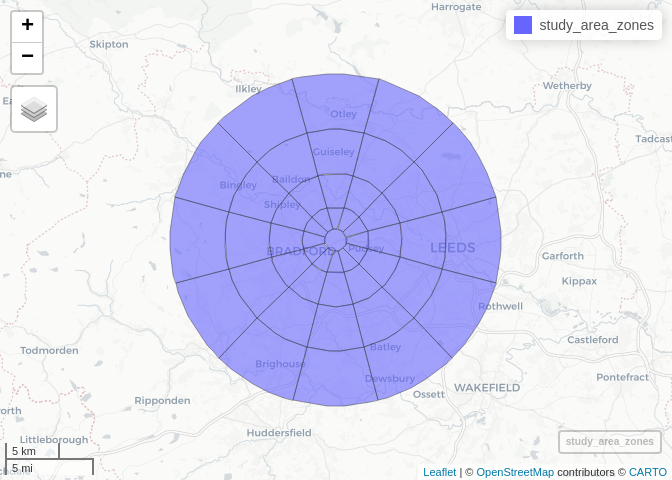 Harrogate
+
−
study_area_zones
Skipton
Ilkley
Wetherby
Otley
Tadcas
Guiseley
Baildon
Bingley
Shipley
BRADFORD
Pudsey
LEEDS
Garforth
Kippax
Rothwell
Castleford
Todmorden
Batley
Brighouse
Dewsbury
Pontefract
WAKEFIELD
Ossett
Ripponden
Huddersfield
Littleborough
study_area_zones
5 km
5 mi
Leaflet | © OpenStreetMap contributors © CARTO